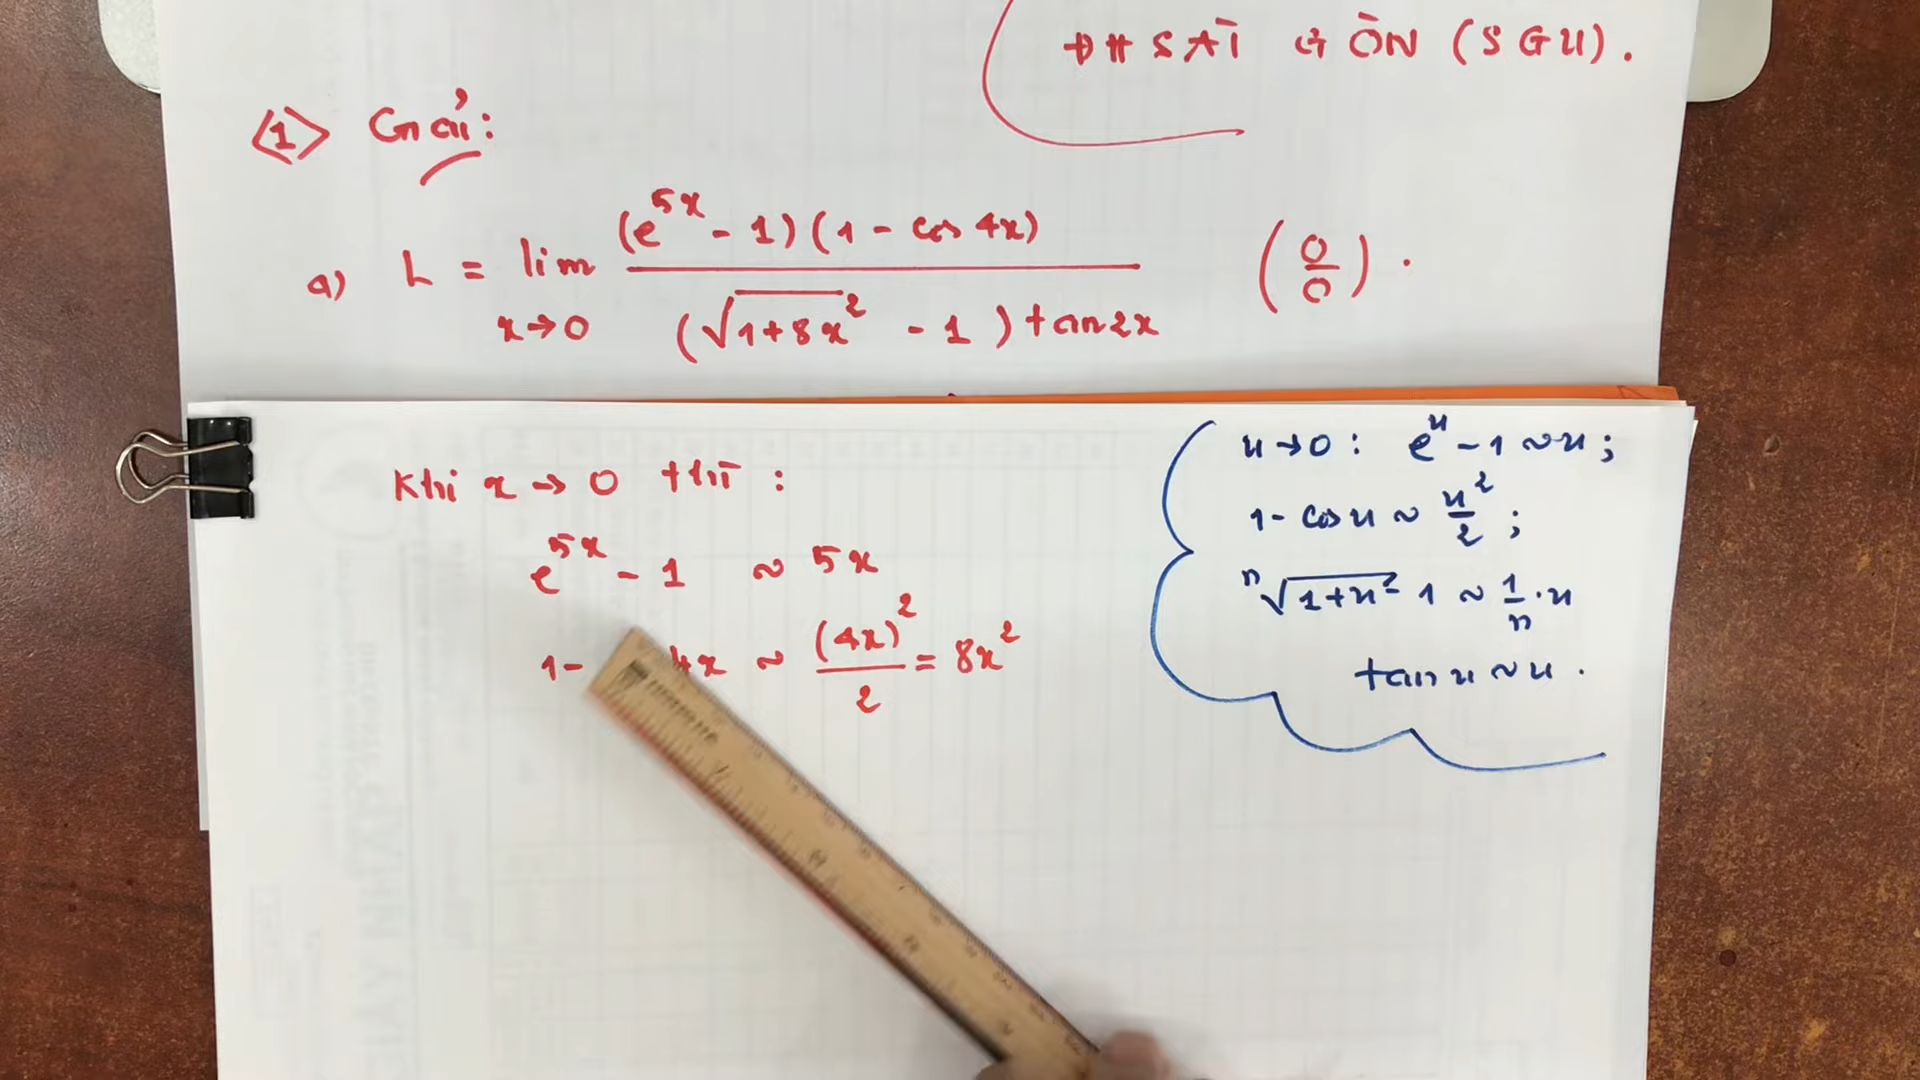 ĐH SÀI GÒN (SGU).
<1> Giải:
a) L = lim x→0 (e^{5x} - 1)(1 - cos 4x) / (√(1+8x²) - 1) tan2x (0/0).
Khi x → 0 thì:
e^{5x} - 1 ~ 5x
1- 4x ~ (4x)²/2 = 8x²
u→0: e^u - 1 ~ u;
1- cos u ~ u²/2;
ⁿ√(1+u) - 1 ~ 1/n · u
tan u ~ u.